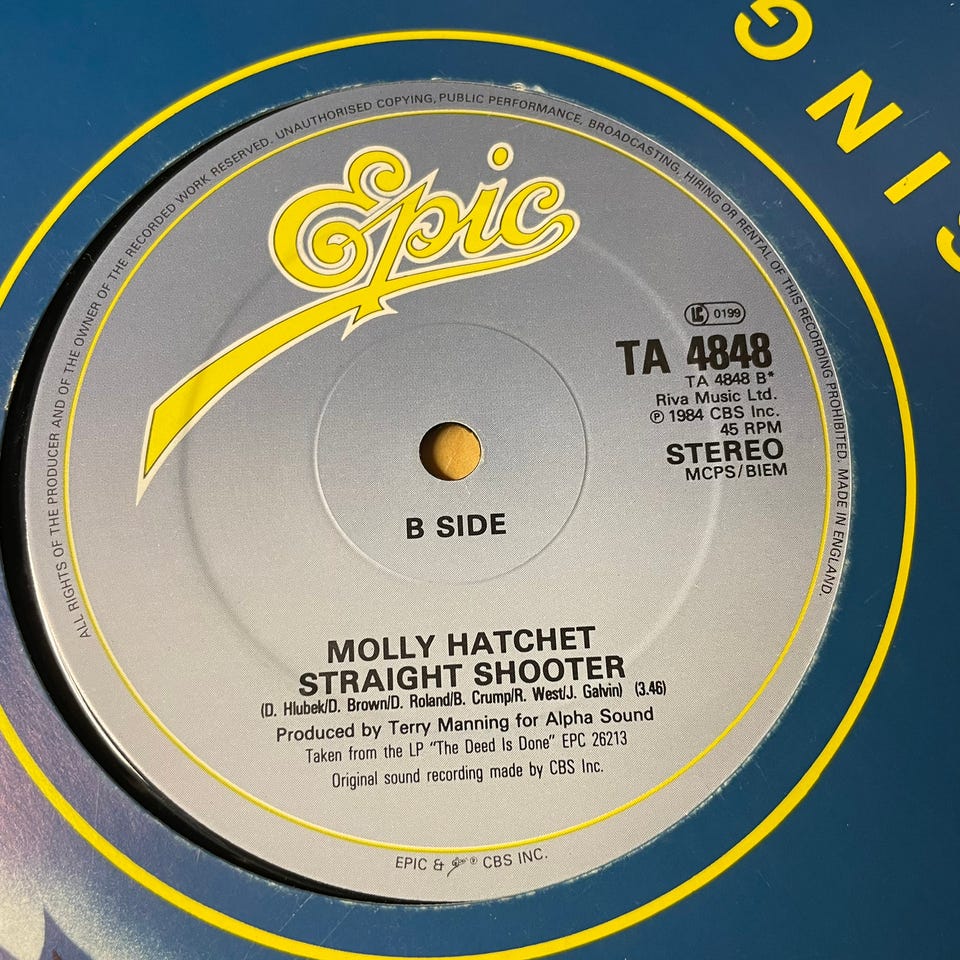 ING
ALL RIGHTS OF THE PRODUCER AND OF THE OWNER OF THE RECORDED WORK RESERVED. UNAUTHORISED COPYING, PUBLIC PERFORMANCE, BROADCASTING, HIRING OR RENTAL OF THIS RECORDING PROHIBITED. MADE IN ENGLAND.
Epic
LC 0199
TA 4848
TA 4848 B*
Riva Music Ltd.
℗ 1984 CBS Inc.
45 RPM
STEREO
MCPS/BIEM
B SIDE
MOLLY HATCHET
STRAIGHT SHOOTER
(D. Hlubek/D. Brown/D. Roland/B. Crump/R. West/J. Galvin) (3.46)
Produced by Terry Manning for Alpha Sound
Taken from the LP "The Deed Is Done" EPC 26213
Original sound recording made by CBS Inc.
EPIC & Epic ® CBS INC.